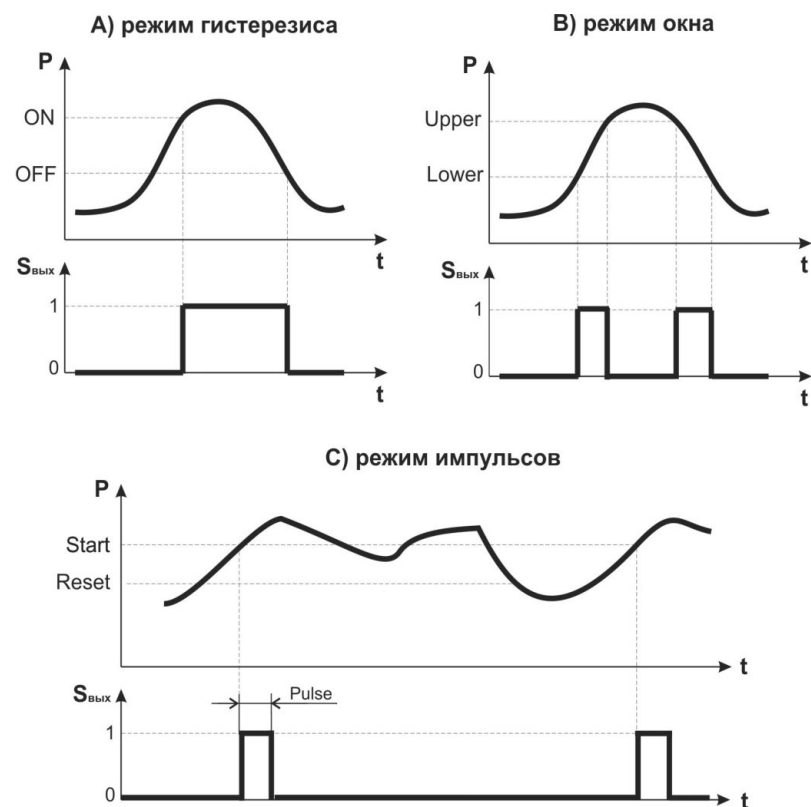 А) режим гистерезиса
P
ON
OFF
t
Sвых
1
0
t
В) режим окна
P
Upper
Lower
t
Sвых
1
0
t
С) режим импульсов
P
Start
Reset
t
Sвых
Pulse
1
0
t